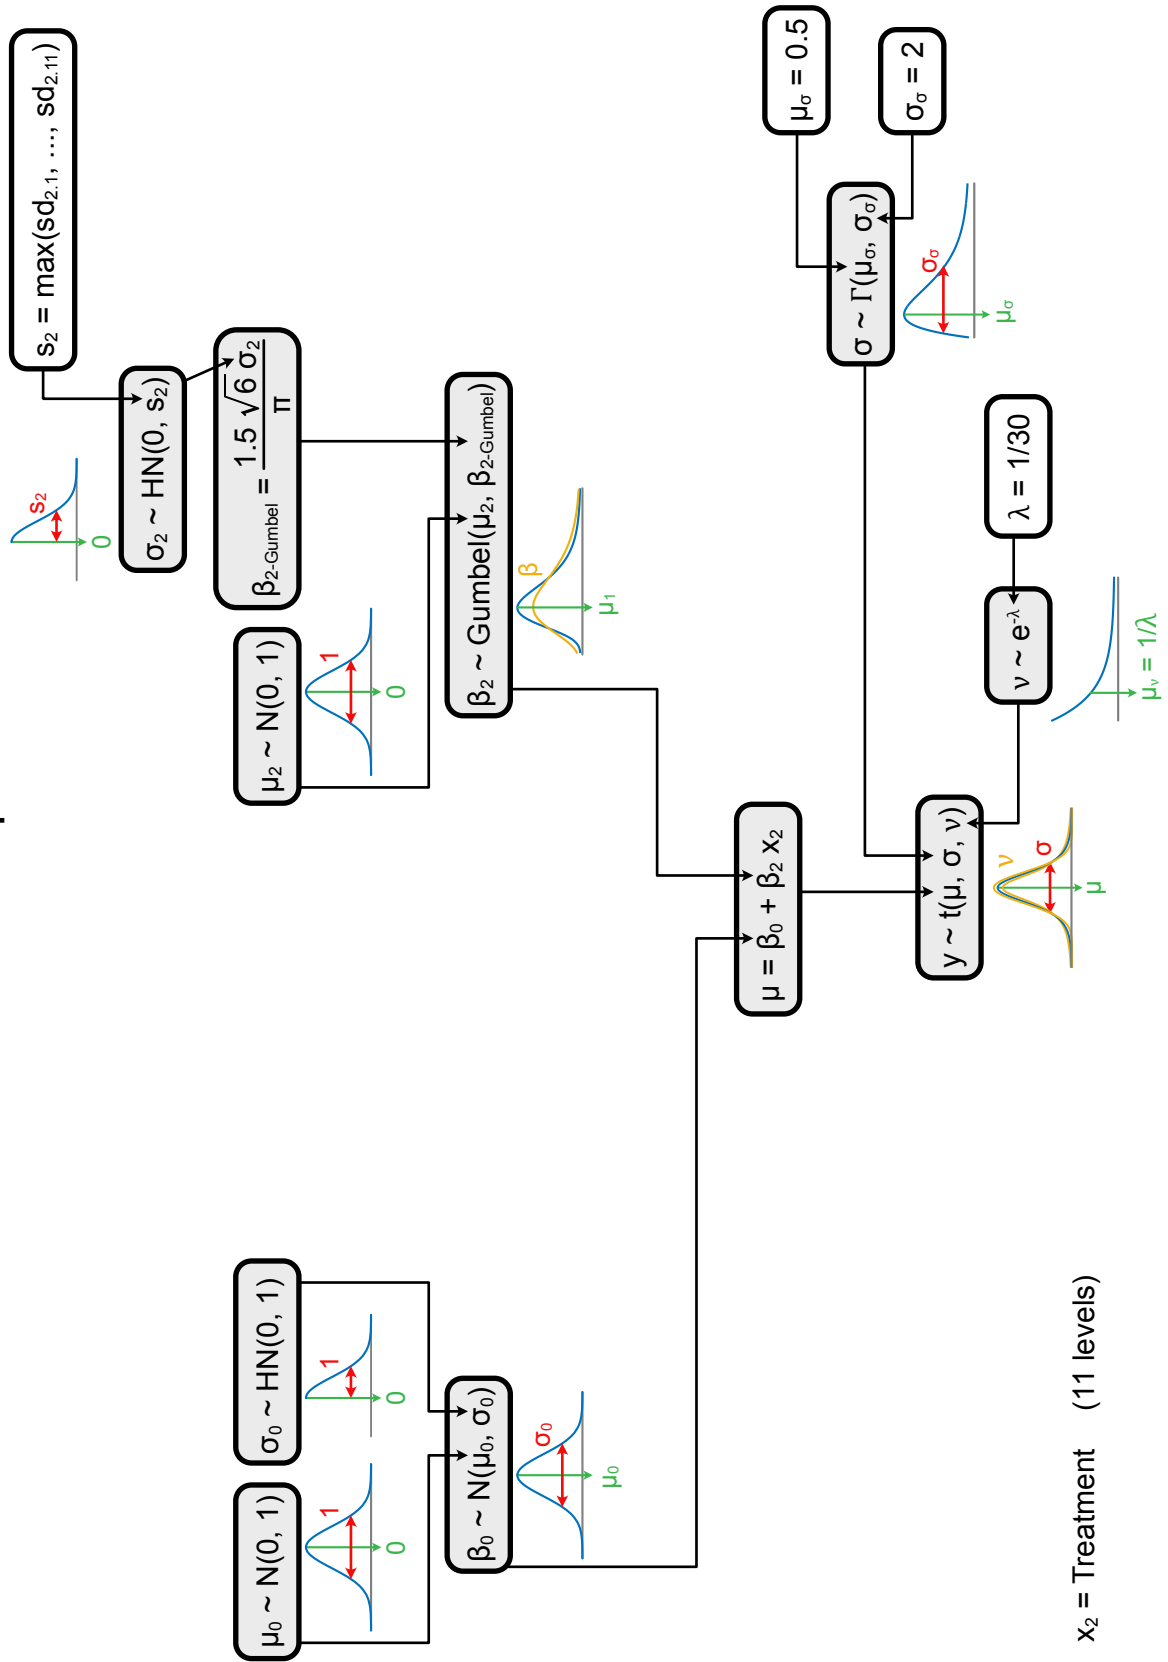 s₂ = max(sd₂.₁, ..., sd₂.₁₁)
s₂
0
σ₂ ~ HN(0, s₂)
μ₀ ~ N(0, 1)
1
0
σ₀ ~ HN(0, 1)
1
0
μ₂ ~ N(0, 1)
1
0
β₂-Gumbel = 1.5 √6 σ₂ / π
β₀ ~ N(μ₀, σ₀)
σ₀
μ₀
β₂ ~ Gumbel(μ₂, β₂-Gumbel)
β
μ₁
μ = β₀ + β₂ x₂
μσ = 0.5
σσ = 2
σ ~ Γ(μσ, σσ)
σσ
μσ
y ~ t(μ, σ, ν)
ν
σ
μ
ν ~ e^-λ
μν = 1/λ
λ = 1/30
x₂ = Treatment (11 levels)